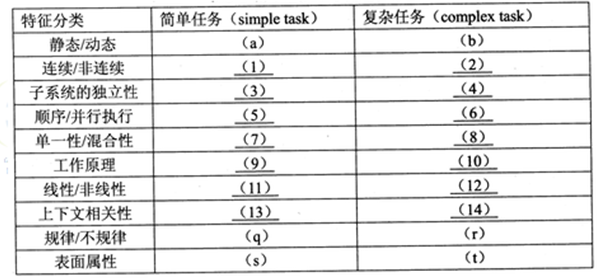 特征分类 简单任务（simple task） 复杂任务（complex task）
静态/动态 （a） （b）
连续/非连续 （1） （2）
子系统的独立性 （3） （4）
顺序/并行执行 （5） （6）
单一性/混合性 （7） （8）
工作原理 （9） （10）
线性/非线性 （11） （12）
上下文相关性 （13） （14）
规律/不规律 （q） （r）
表面属性 （s） （t）